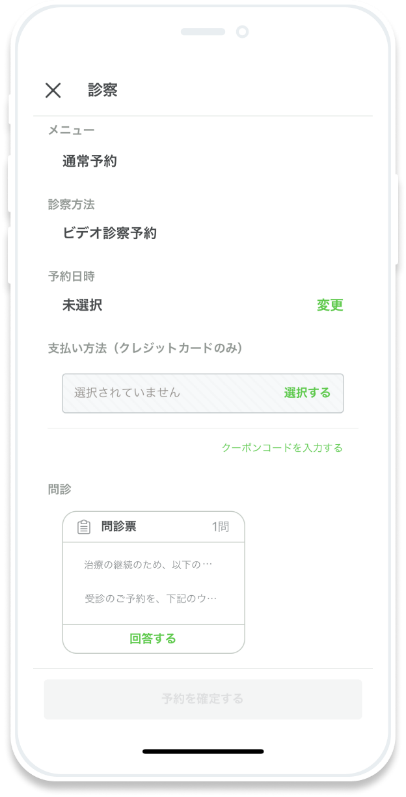 診察
メニュー
通常予約
診察方法
ビデオ診察予約
予約日時
未選択 変更
支払い方法（クレジットカードのみ）
選択されていません 選択する
クーポンコードを入力する
問診
問診票 1問
治療の継続のため、以下の…
受診のご予約を、下記のウ…
回答する
予約を確定する